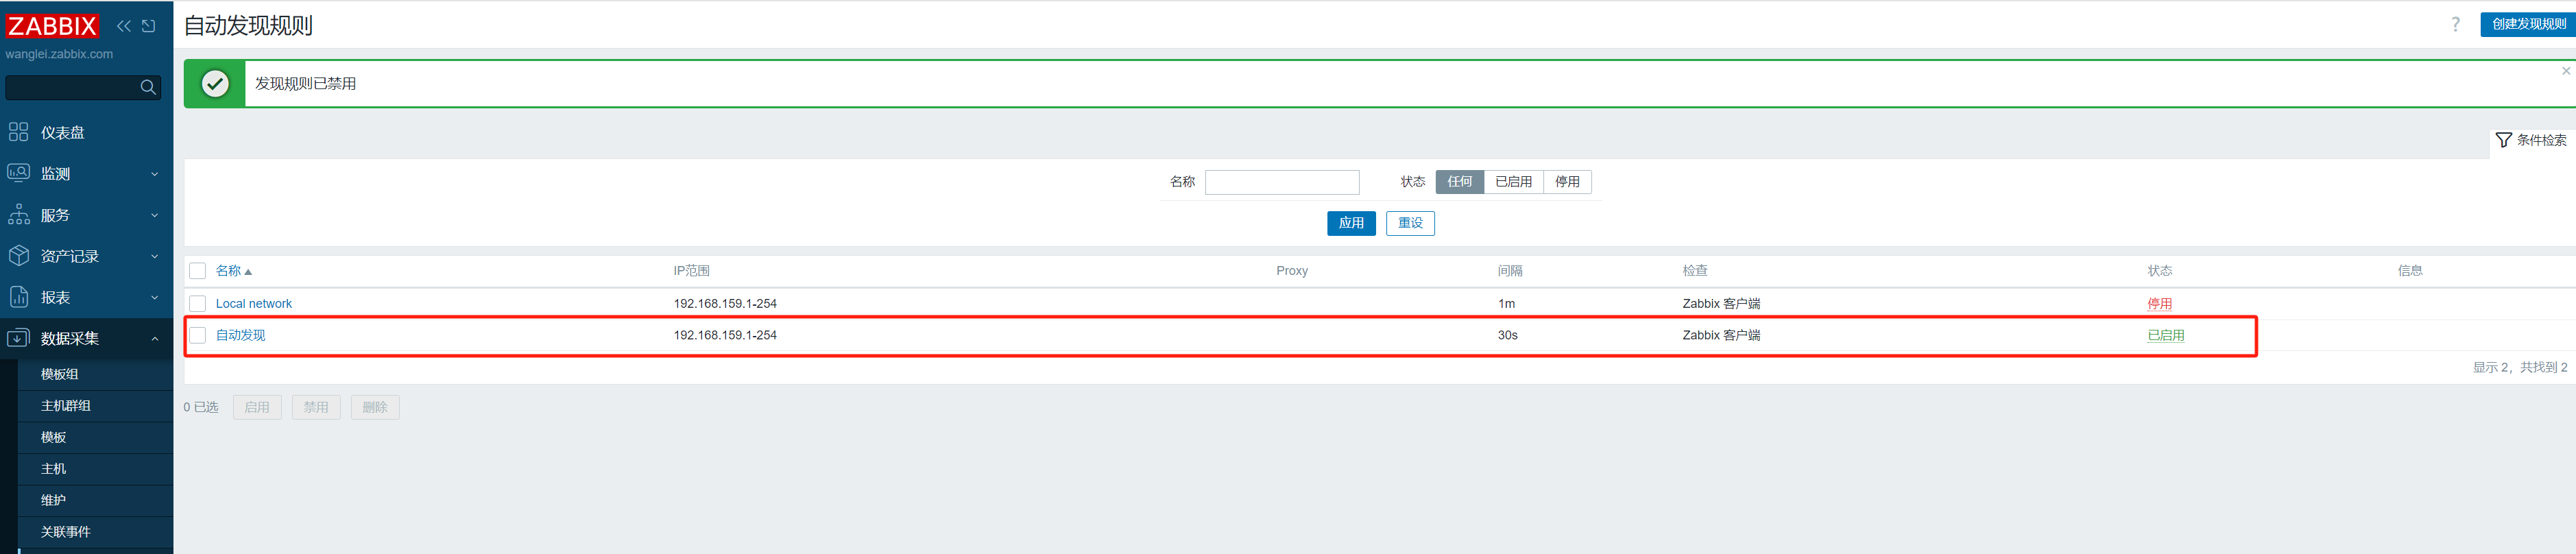 ZABBIX
wanglei.zabbix.com
仪表盘
监测
服务
资产记录
报表
数据采集
模板组
主机群组
模板
主机
维护
关联事件
自动发现规则
? 创建发现规则
发现规则已禁用
条件检索
名称 状态 任何 已启用 停用
应用 重设
名称 IP范围 Proxy 间隔 检查 状态 信息
Local network 192.168.159.1-254 1m Zabbix 客户端 停用
自动发现 192.168.159.1-254 30s Zabbix 客户端 已启用
显示 2，共找到 2
0 已选 启用 禁用 删除